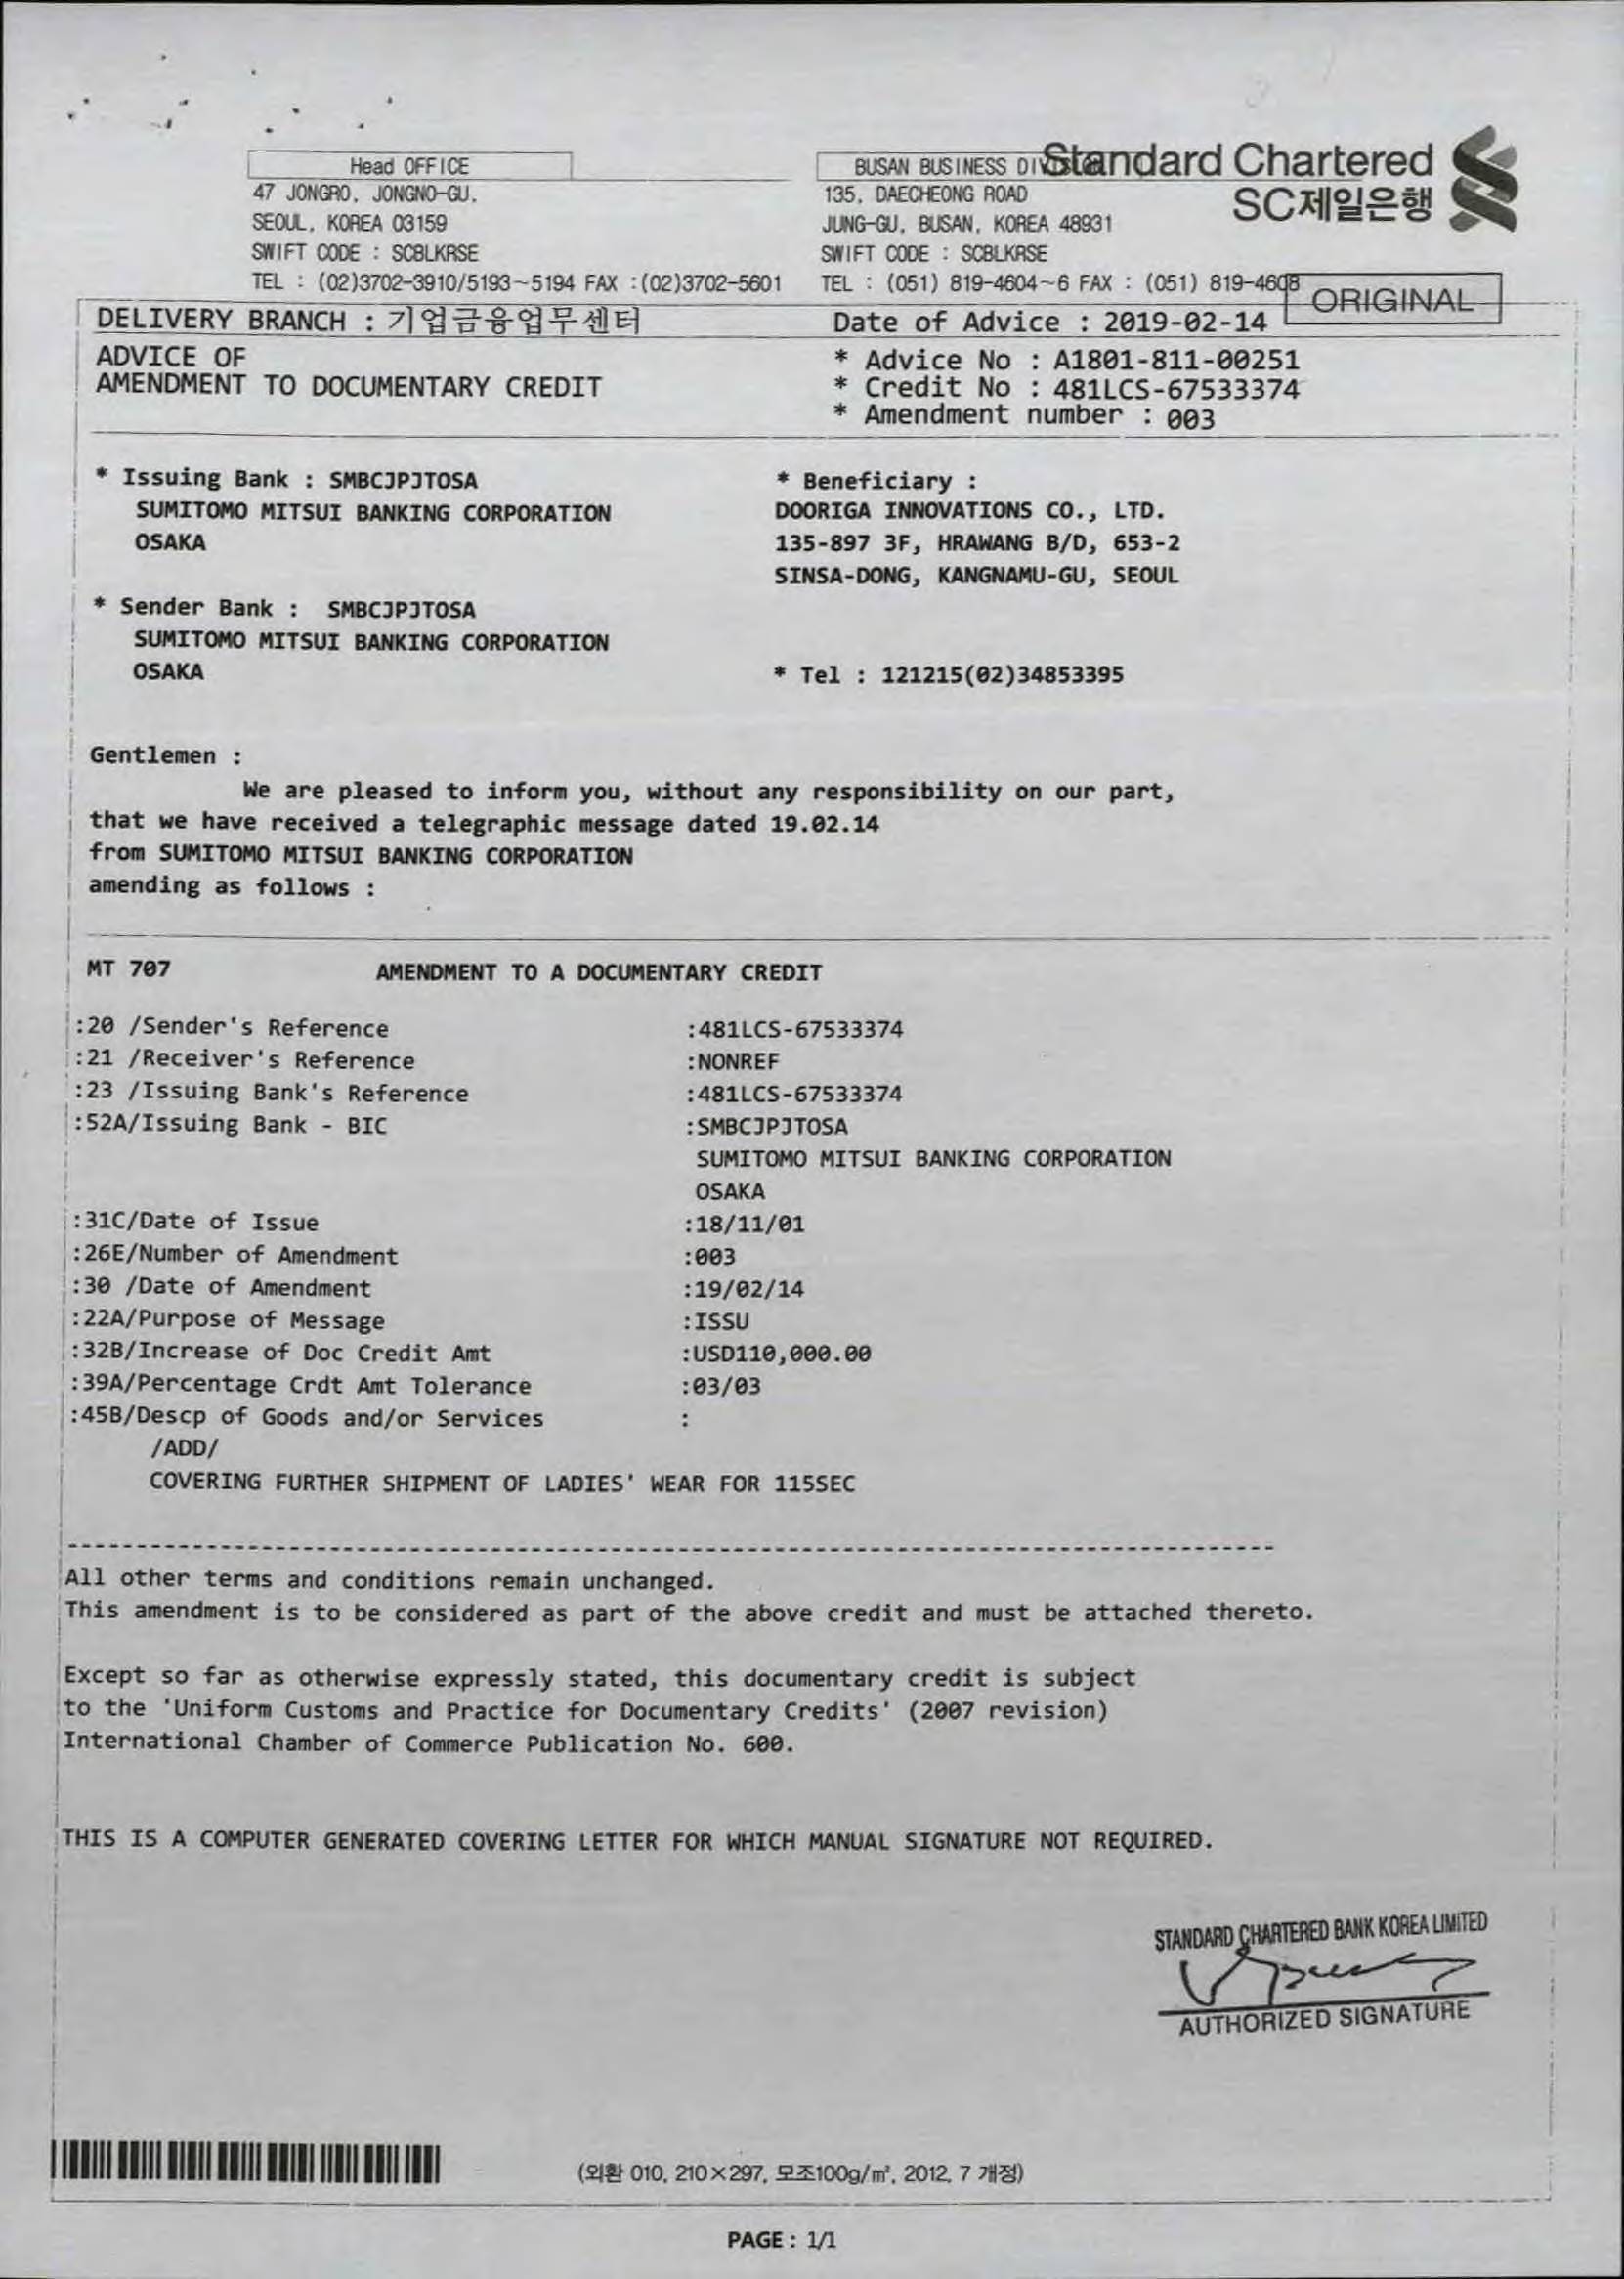 Standard Chartered
SC제일은행
Head OFFICE
47 JONGRO, JONGNO-GU,
SEOUL, KOREA 03159
SWIFT CODE : SCBLKRSE
TEL : (02)3702-3910/5193~5194 FAX :(02)3702-5601
BUSAN BUSINESS
135, DAECHEONG ROAD
JUNG-GU, BUSAN, KOREA 48931
SWIFT CODE : SCBLKRSE
TEL : (051) 819-4604~6 FAX : (051) 819-4608
ORIGINAL
DELIVERY BRANCH : 기업금융업무센터
Date of Advice : 2019-02-14
ADVICE OF
AMENDMENT TO DOCUMENTARY CREDIT
* Advice No : A1801-811-00251
* Credit No : 481LCS-67533374
* Amendment number : 003
* Issuing Bank : SMBCJPJTOSA
SUMITOMO MITSUI BANKING CORPORATION
OSAKA
* Sender Bank : SMBCJPJTOSA
SUMITOMO MITSUI BANKING CORPORATION
OSAKA
* Beneficiary :
DOORIGA INNOVATIONS CO., LTD.
135-897 3F, HRAWANG B/D, 653-2
SINSA-DONG, KANGNAMU-GU, SEOUL
* Tel : 121215(02)34853395
Gentlemen :
We are pleased to inform you, without any responsibility on our part,
that we have received a telegraphic message dated 19.02.14
from SUMITOMO MITSUI BANKING CORPORATION
amending as follows :
MT 707 AMENDMENT TO A DOCUMENTARY CREDIT
:20 /Sender's Reference :481LCS-67533374
:21 /Receiver's Reference :NONREF
:23 /Issuing Bank's Reference :481LCS-67533374
:52A/Issuing Bank - BIC :SMBCJPJTOSA
SUMITOMO MITSUI BANKING CORPORATION
OSAKA
:31C/Date of Issue :18/11/01
:26E/Number of Amendment :003
:30 /Date of Amendment :19/02/14
:22A/Purpose of Message :ISSU
:32B/Increase of Doc Credit Amt :USD110,000.00
:39A/Percentage Crdt Amt Tolerance :03/03
:45B/Descp of Goods and/or Services :
/ADD/
COVERING FURTHER SHIPMENT OF LADIES' WEAR FOR 115SEC
All other terms and conditions remain unchanged.
This amendment is to be considered as part of the above credit and must be attached thereto.
Except so far as otherwise expressly stated, this documentary credit is subject
to the 'Uniform Customs and Practice for Documentary Credits' (2007 revision)
International Chamber of Commerce Publication No. 600.
THIS IS A COMPUTER GENERATED COVERING LETTER FOR WHICH MANUAL SIGNATURE NOT REQUIRED.
STANDARD CHARTERED BANK KOREA LIMITED
AUTHORIZED SIGNATURE
(외환 010, 210×297, 모조100g/m², 2012. 7 개정)
PAGE : 1/1